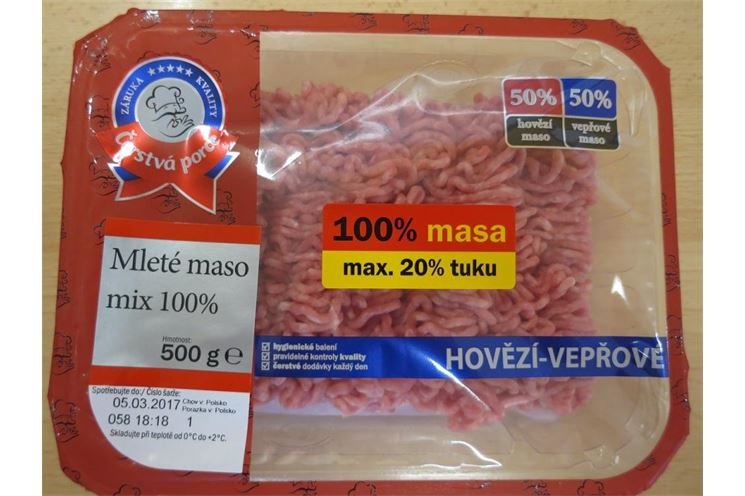 ZÁRUKA ★★★★★ KVALITY
Čerstvá porce
Mleté maso
mix 100%
Hmotnost:
500 g ℮
Spotřebujte do:/ Číslo šarže:
05.03.2017 Chov v: Polsko
Porazka v: Polsko
058 18:18 1
Skladujte při teplotě od 0°C do +2°C.
50% 50%
hovězí vepřové
maso maso
100% masa
max. 20% tuku
hygienické balení
pravidelné kontroly kvality
čerstvé dodávky každý den
HOVĚZÍ-VEPŘOVÉ